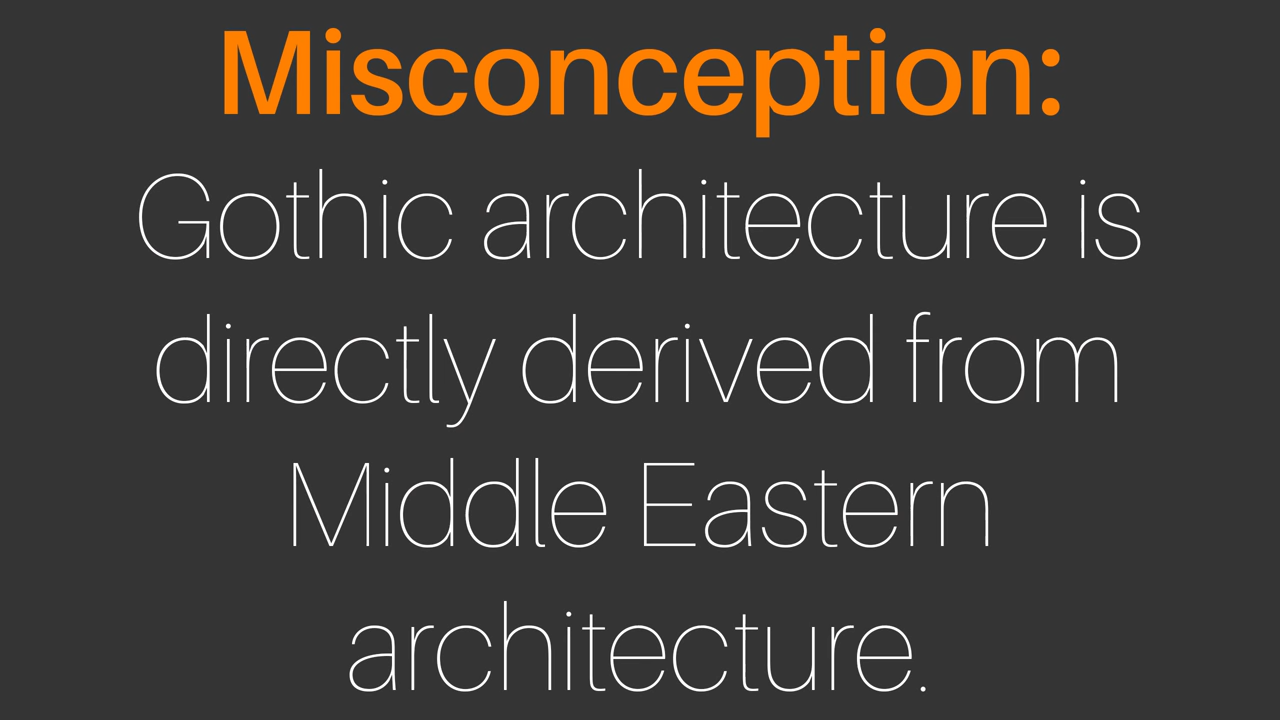 Misconception:
Gothic architecture is
directly derived from
Middle Eastern
architecture.